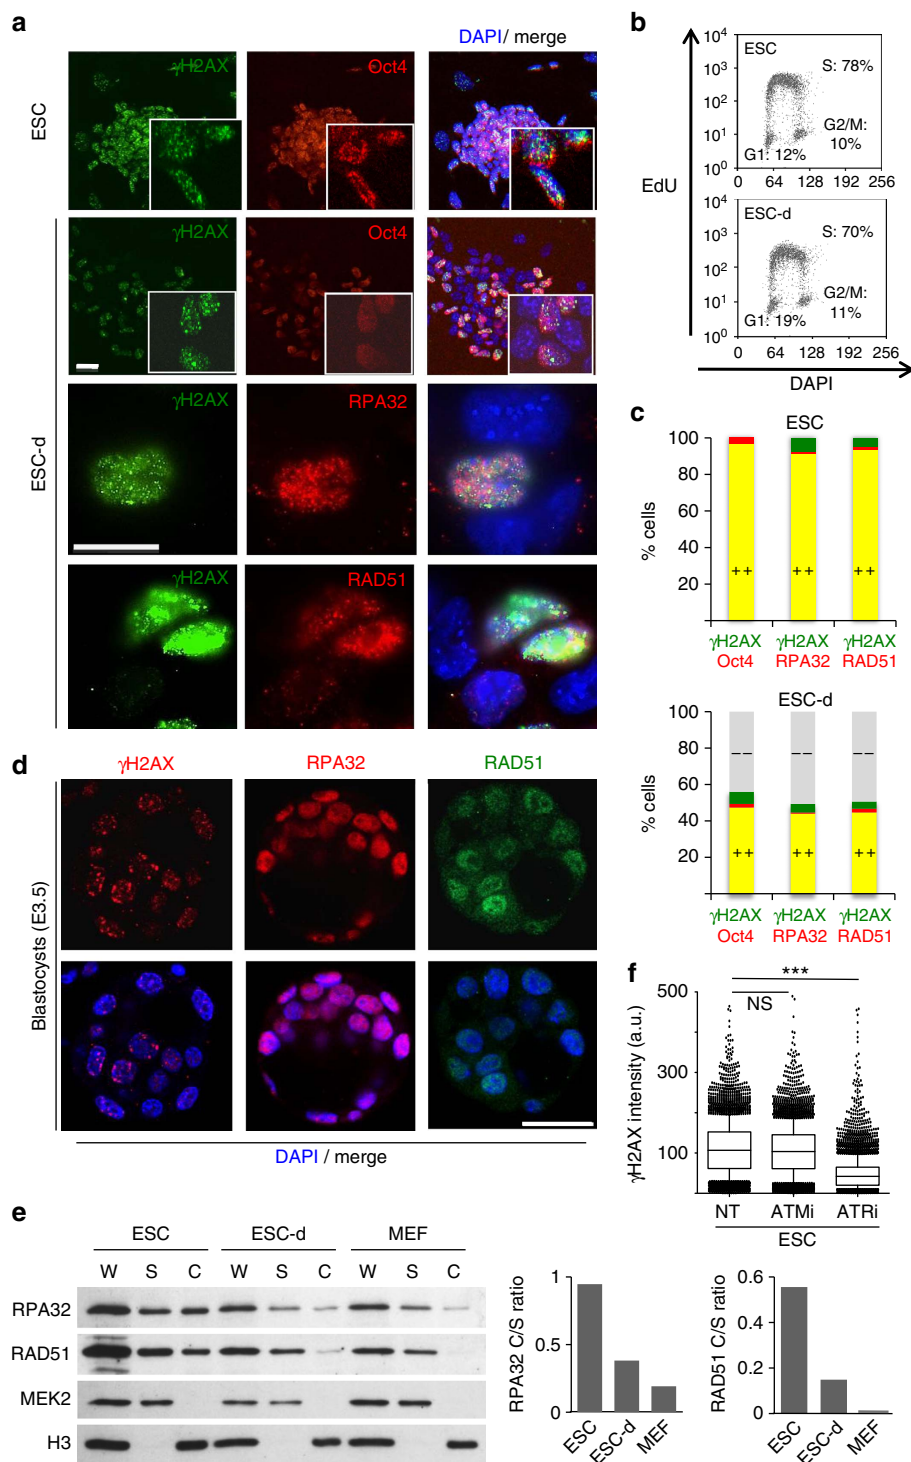 a
DAPI/ merge
γH2AX
Oct4
ESC
γH2AX
Oct4
γH2AX
RPA32
ESC-d
γH2AX
RAD51
b
10⁴
ESC
10³
S: 78%
10²
10¹
G2/M:
10%
10⁰
G1: 12%
0 64 128 192 256
EdU
10⁴
ESC-d
10³
S: 70%
10²
10¹
G2/M:
11%
10⁰
G1: 19%
0 64 128 192 256
DAPI
c
ESC
100
80
60
40
20
% cells
++ ++ ++
γH2AX γH2AX γH2AX
Oct4 RPA32 RAD51
ESC-d
100
80
60
40
20
% cells
−− −− −−
++ ++ ++
γH2AX γH2AX γH2AX
Oct4 RPA32 RAD51
d
γH2AX RPA32 RAD51
Blastocysts (E3.5)
DAPI / merge
f
***
NS
500
300
100
γH2AX intensity (a.u.)
NT ATMi ATRi
ESC
e
ESC ESC-d MEF
W S C W S C W S C
RPA32
RAD51
MEK2
H3
RPA32 C/S ratio
1
0.5
0
ESC ESC-d MEF
RAD51 C/S ratio
0.6
0.4
0.2
0
ESC ESC-d MEF